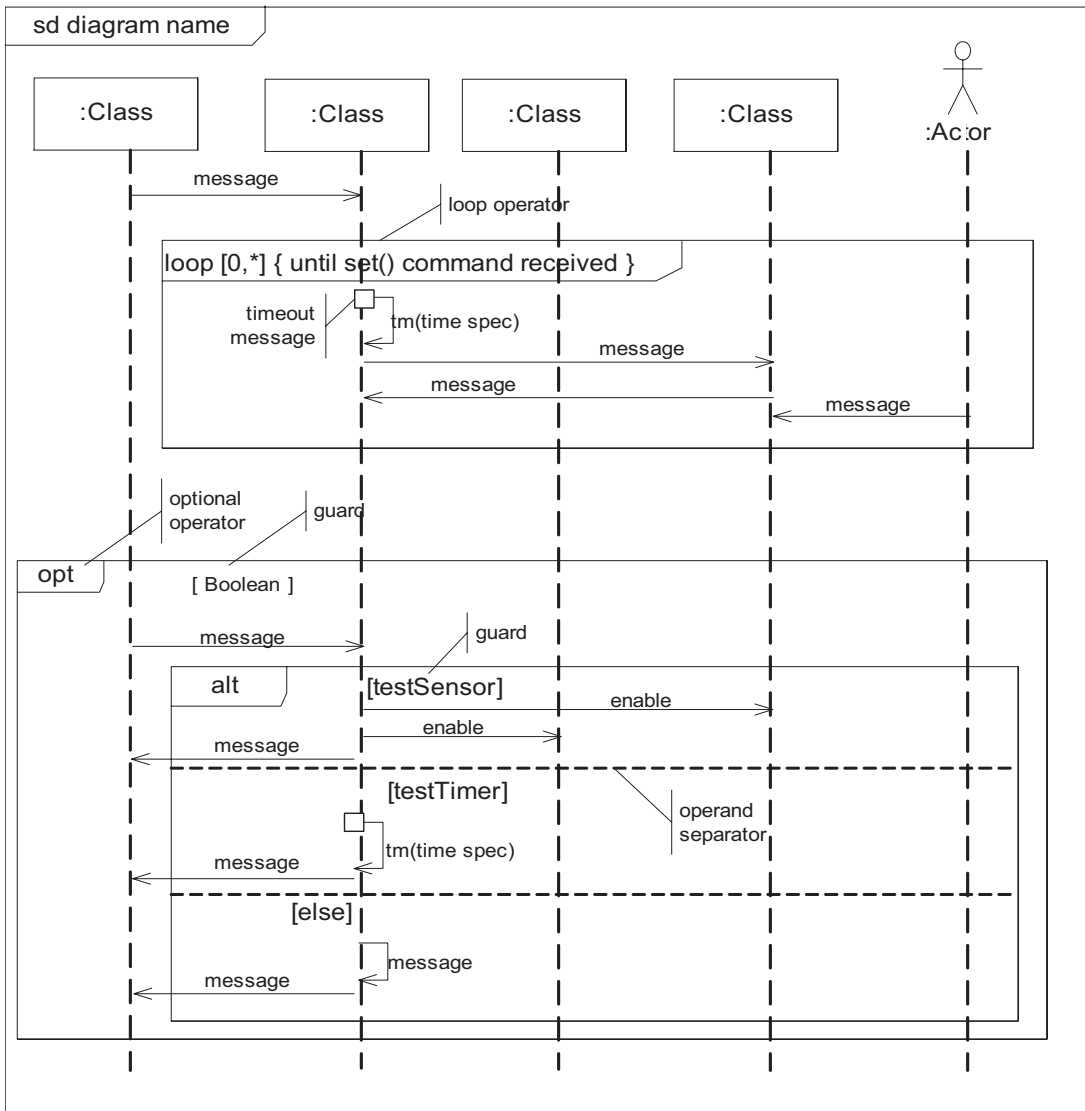 sd diagram name
:Class
:Class
:Class
:Class
:Actor
message
loop operator
loop [0,*] { until set() command received }
timeout
message
tm(time spec)
message
message
message
optional
operator
guard
opt
[ Boolean ]
message
guard
alt
[testSensor]
enable
enable
message
[testTimer]
operand
separator
tm(time spec)
message
[else]
message
message